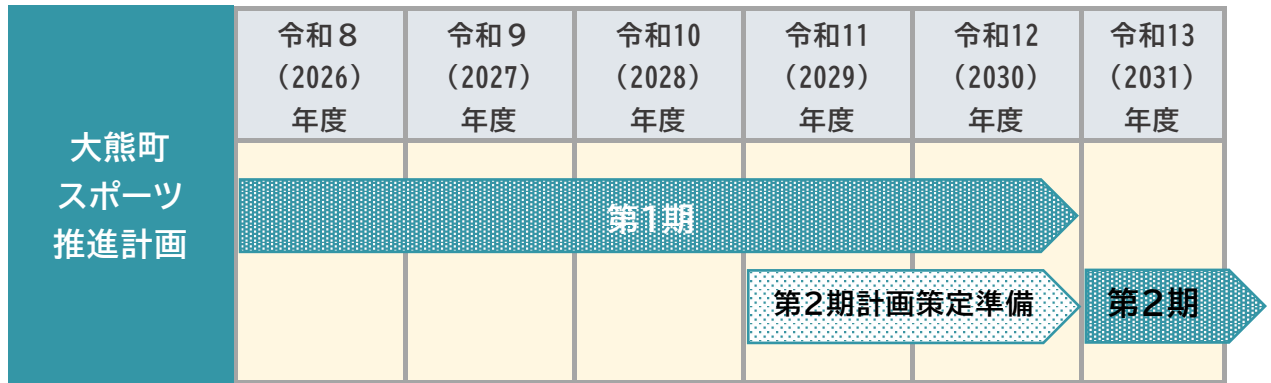 大熊町
スポーツ
推進計画
令和８
（2026）
年度
令和９
（2027）
年度
令和10
（2028）
年度
令和11
（2029）
年度
令和12
（2030）
年度
令和13
（2031）
年度
第1期
第2期計画策定準備
第2期